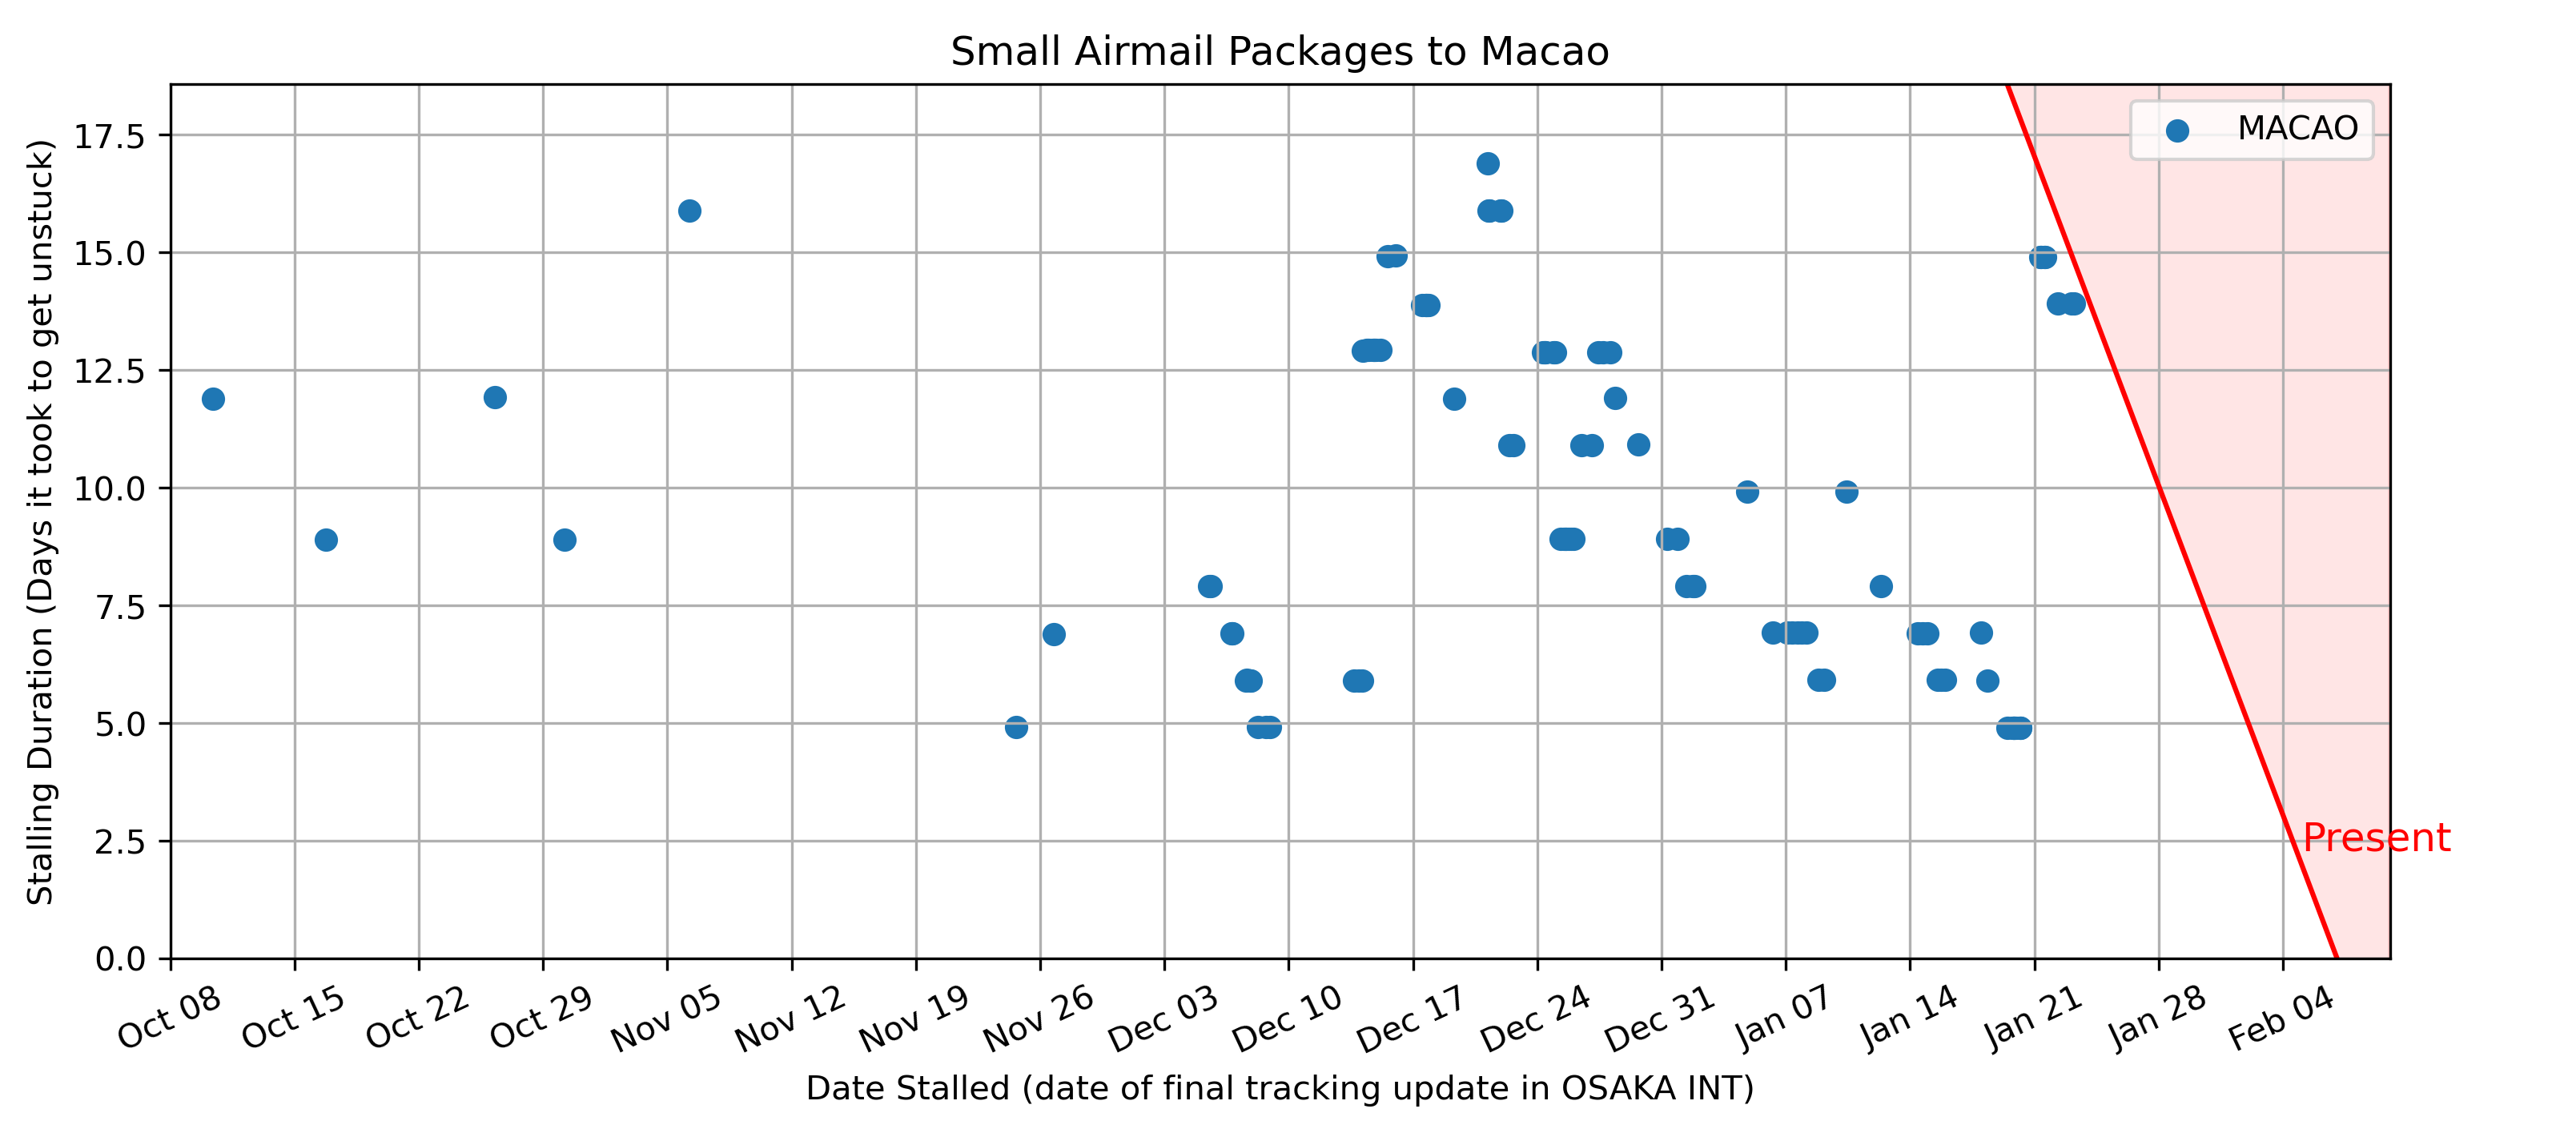 Small Airmail Packages to Macao
MACAO
Stalling Duration (Days it took to get unstuck)
17.5
15.0
12.5
10.0
7.5
5.0
2.5
0.0
Present
Oct 08
Oct 15
Oct 22
Oct 29
Nov 05
Nov 12
Nov 19
Nov 26
Dec 03
Dec 10
Dec 17
Dec 24
Dec 31
Jan 07
Jan 14
Jan 21
Jan 28
Feb 04
Date Stalled (date of final tracking update in OSAKA INT)